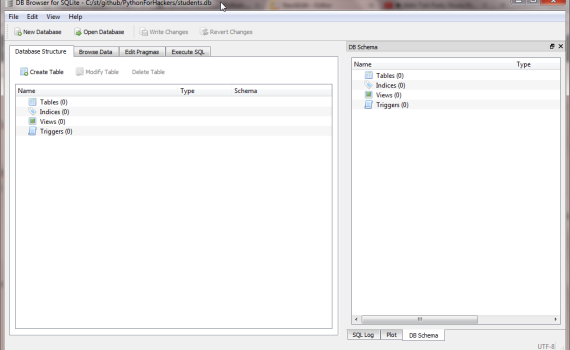 DB Browser for SQLite - C:/st/github/PythonForHackers/students.db
File Edit View Help
New Database Open Database Write Changes Revert Changes
Database Structure Browse Data Edit Pragmas Execute SQL
Create Table Modify Table Delete Table
Name Type Schema
Tables (0)
Indices (0)
Views (0)
Triggers (0)
DB Schema
Name Type
Tables (0)
Indices (0)
Views (0)
Triggers (0)
SQL Log Plot DB Schema
UTF-8